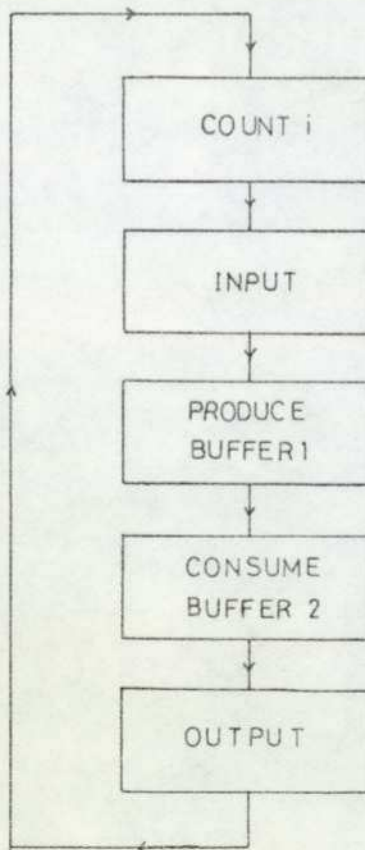 COUNT i
INPUT
PRODUCE
BUFFER 1
CONSUME
BUFFER 2
OUTPUT